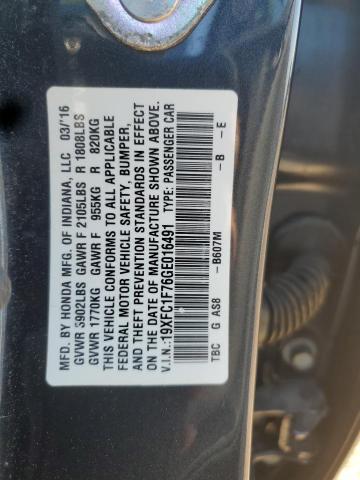 MFD. BY HONDA MFG. OF INDIANA, LLC 03/'16
GVWR 3902LBS GAWR F 2105LBS R 1808LBS
GVWR 1770KG GAWR F 955KG R 820KG
THIS VEHICLE CONFORMS TO ALL APPLICABLE
FEDERAL MOTOR VEHICLE SAFETY, BUMPER,
AND THEFT PREVENTION STANDARDS IN EFFECT
ON THE DATE OF MANUFACTURE SHOWN ABOVE.
V.I.N.:19XFC1F76GE016491 TYPE: PASSENGER CAR
TBC G AS8 -B607M -B -E